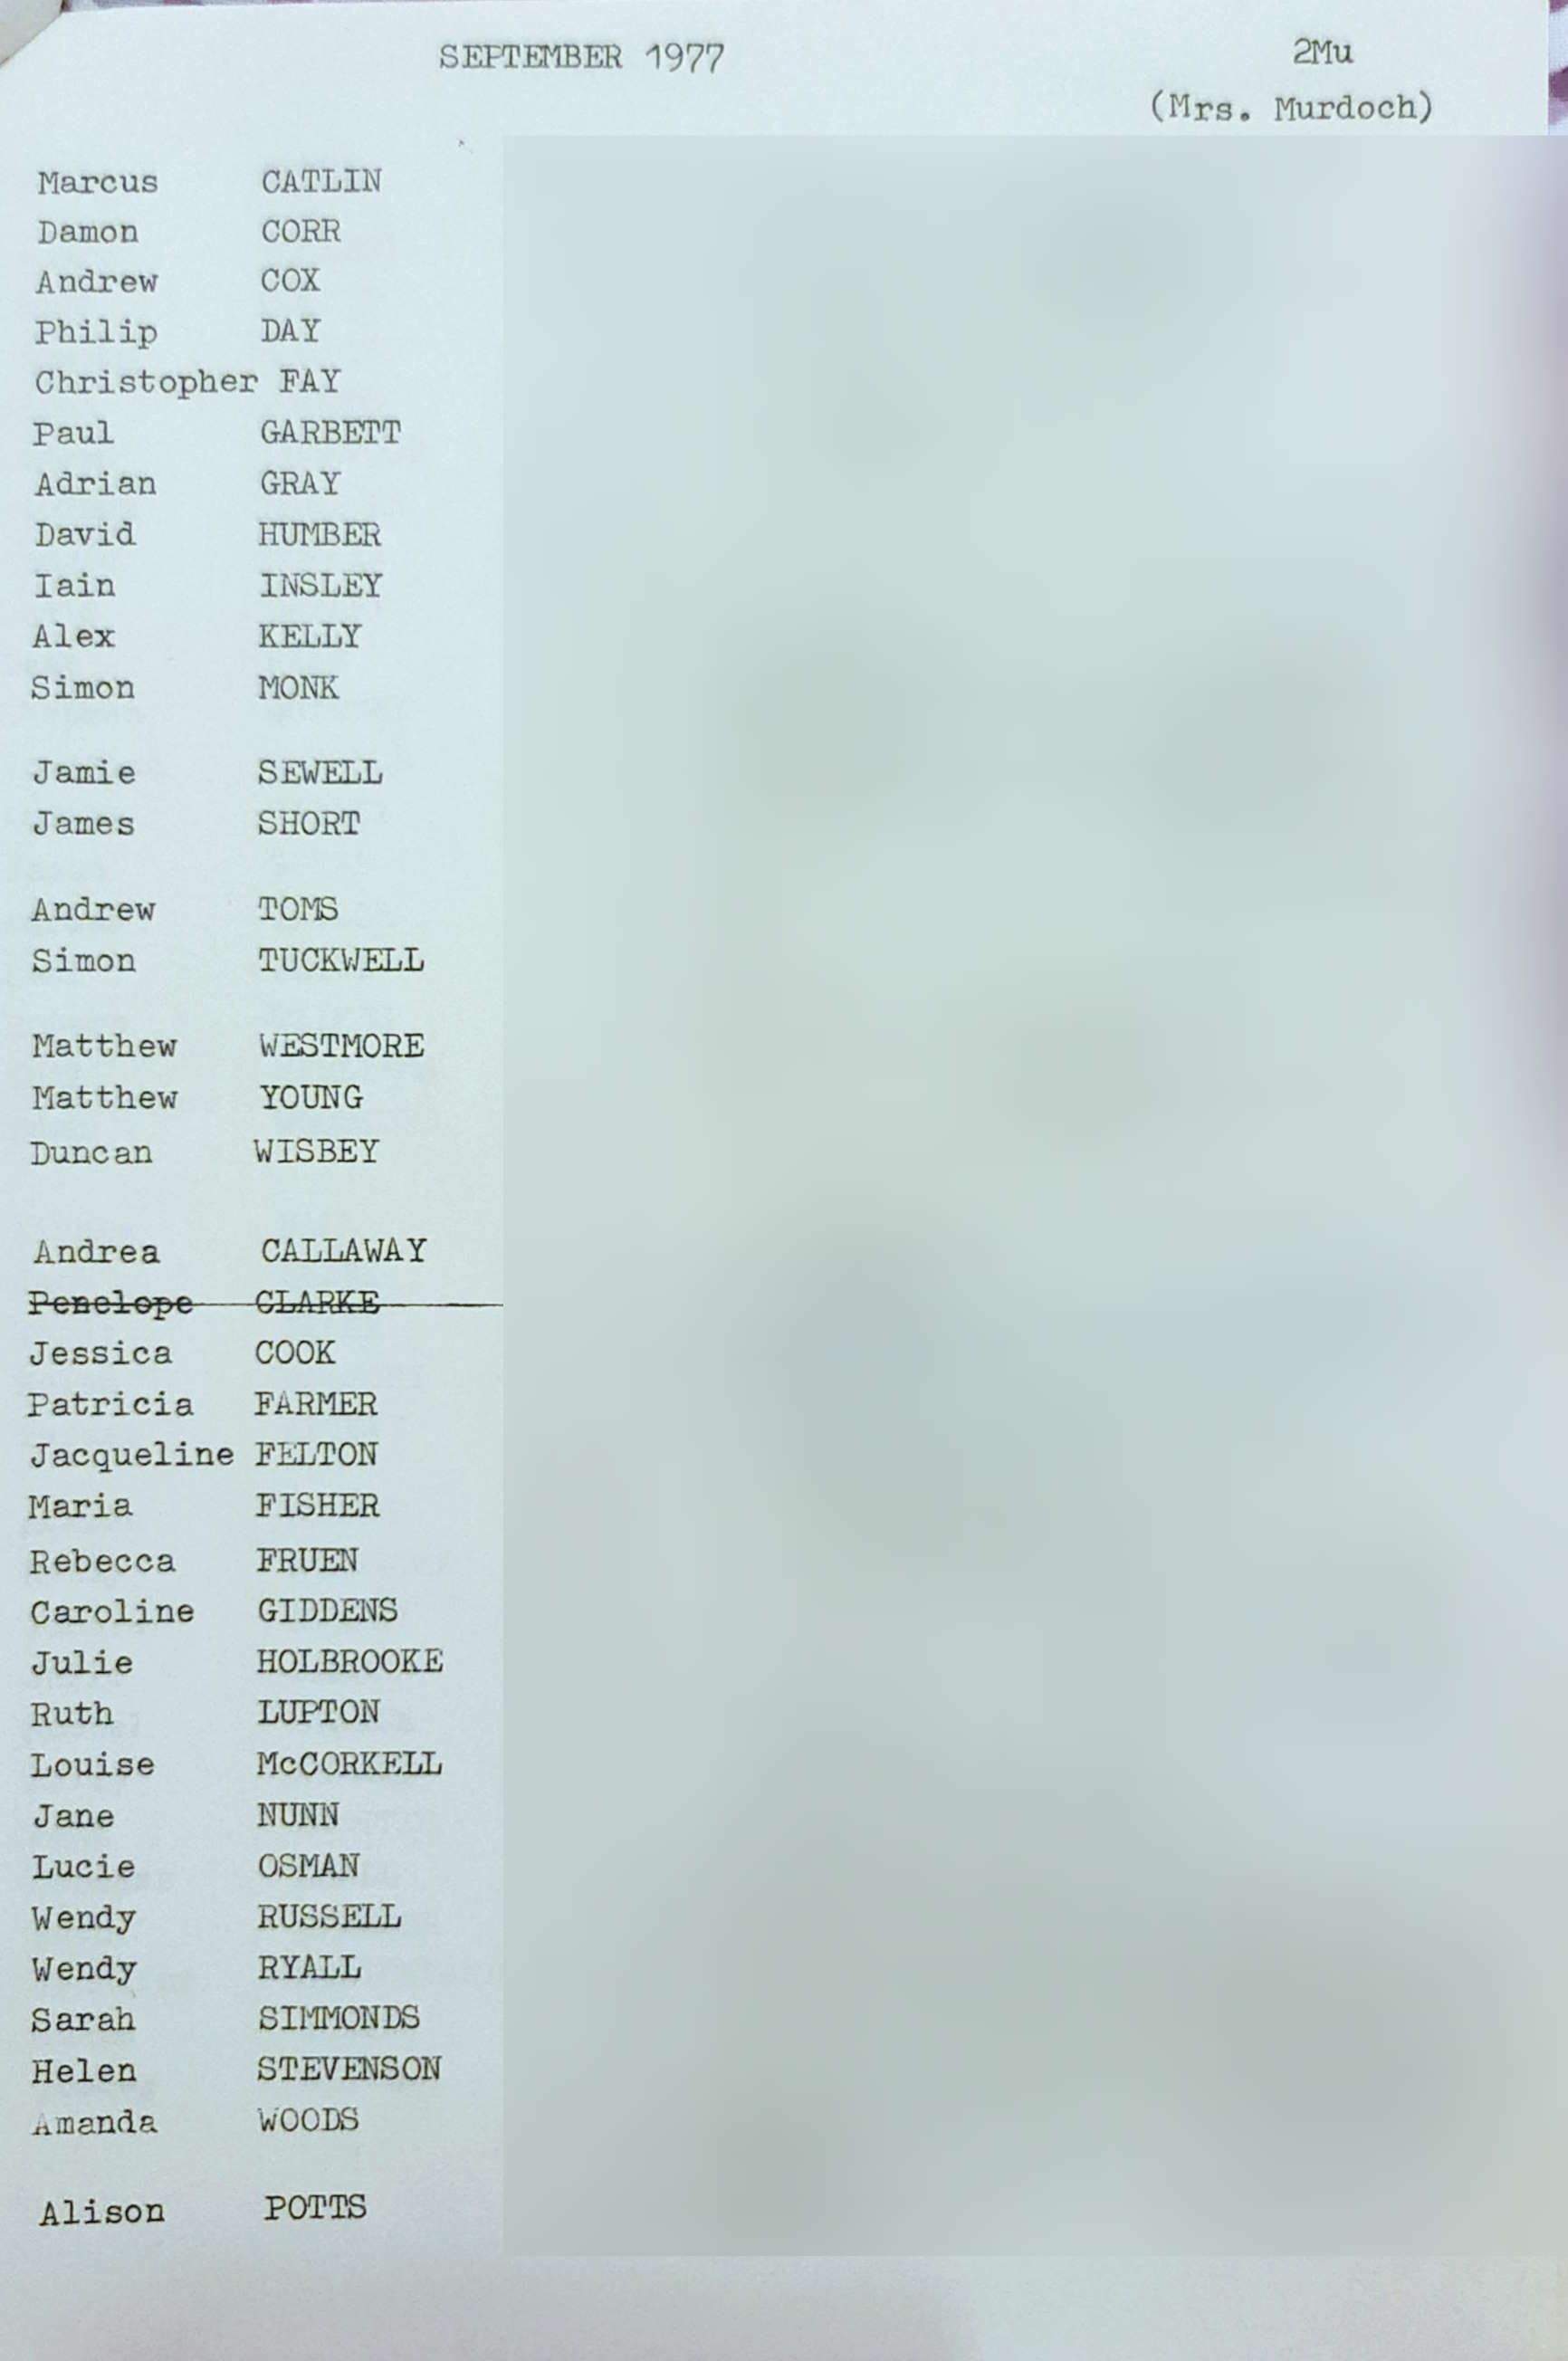 SEPTEMBER 1977 2Mu
(Mrs. Murdoch)
Marcus CATLIN
Damon CORR
Andrew COX
Philip DAY
Christopher FAY
Paul GARBETT
Adrian GRAY
David HUMBER
Iain INSLEY
Alex KELLY
Simon MONK
Jamie SEWELL
James SHORT
Andrew TOMS
Simon TUCKWELL
Matthew WESTMORE
Matthew YOUNG
Duncan WISBEY
Andrea CALLAWAY
Penelope CLARKE
Jessica COOK
Patricia FARMER
Jacqueline FELTON
Maria FISHER
Rebecca FRUEN
Caroline GIDDENS
Julie HOLBROOKE
Ruth LUPTON
Louise McCORKELL
Jane NUNN
Lucie OSMAN
Wendy RUSSELL
Wendy RYALL
Sarah SIMMONDS
Helen STEVENSON
Amanda WOODS
Alison POTTS